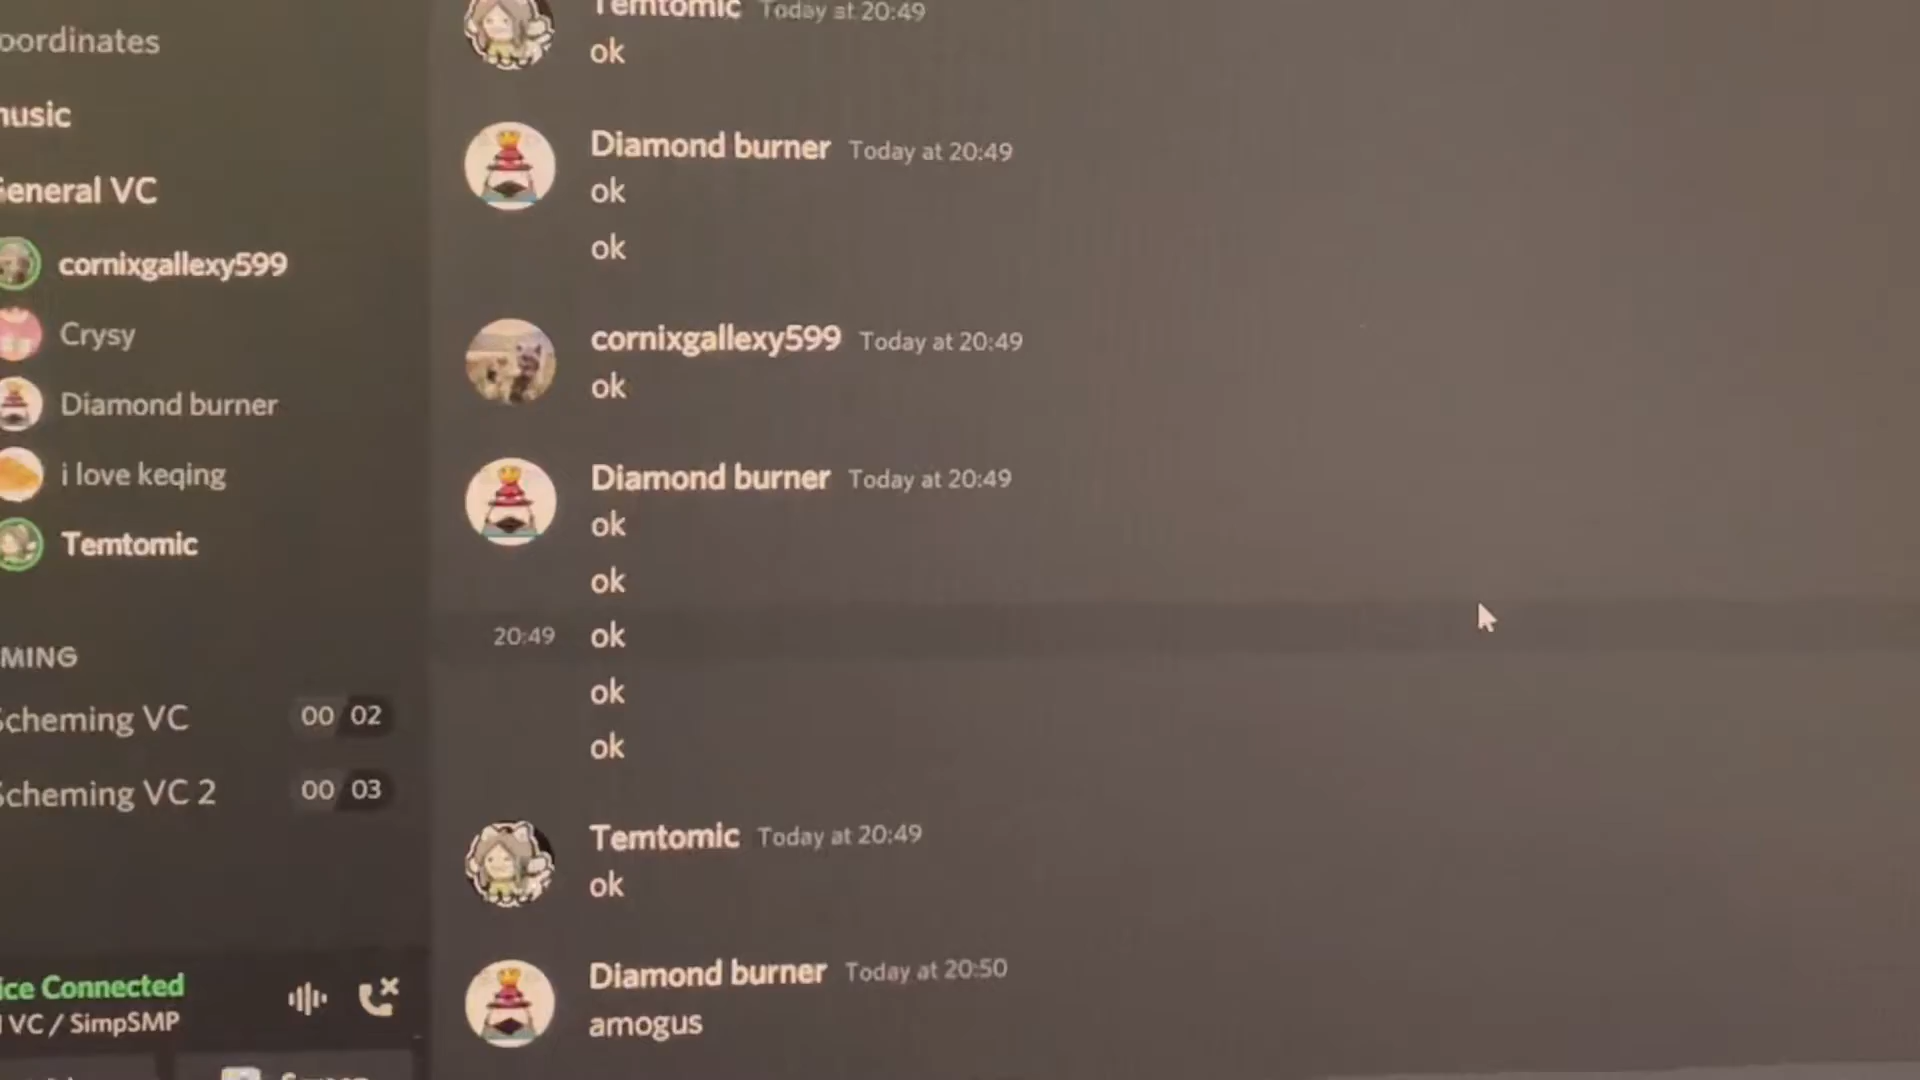 oordinates
music
General VC
cornixgallexy599
Crysy
Diamond burner
i love keqing
Temtomic
MING
Scheming VC 00 02
Scheming VC 2 00 03
ice Connected
VC / SimpSMP
Temtomic Today at 20:49
ok
Diamond burner Today at 20:49
ok
ok
cornixgallexy599 Today at 20:49
ok
Diamond burner Today at 20:49
ok
ok
20:49 ok
ok
ok
Temtomic Today at 20:49
ok
Diamond burner Today at 20:50
amogus